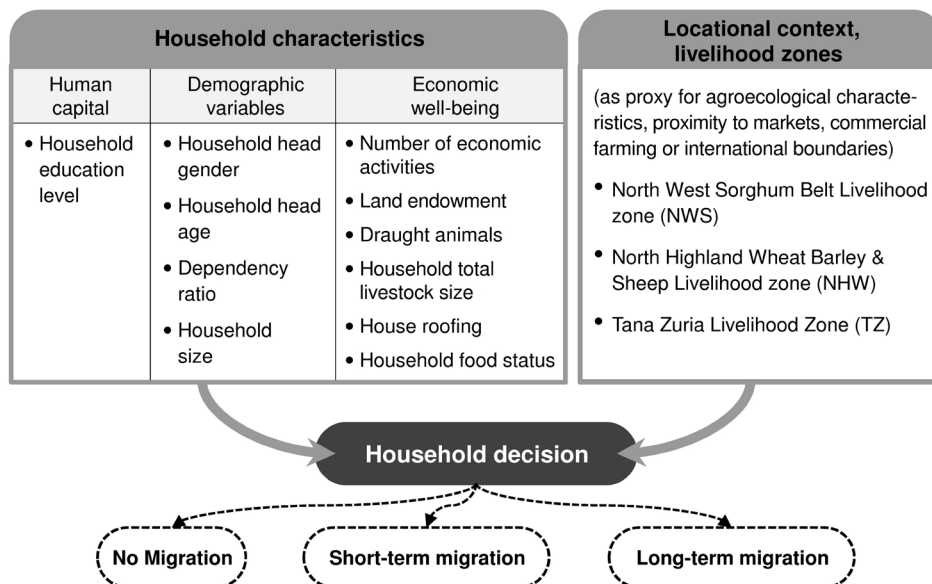 Household characteristics
Human
capital
• Household
education
level
Demographic
variables
• Household head
gender
• Household head
age
• Dependency
ratio
• Household
size
Economic
well-being
• Number of economic
activities
• Land endowment
• Draught animals
• Household total
livestock size
• House roofing
• Household food status
Locational context,
livelihood zones
(as proxy for agroecological characte-
ristics, proximity to markets, commercial
farming or international boundaries)
• North West Sorghum Belt Livelihood
zone (NWS)
• North Highland Wheat Barley &
Sheep Livelihood zone (NHW)
• Tana Zuria Livelihood Zone (TZ)
Household decision
No Migration
Short-term migration
Long-term migration